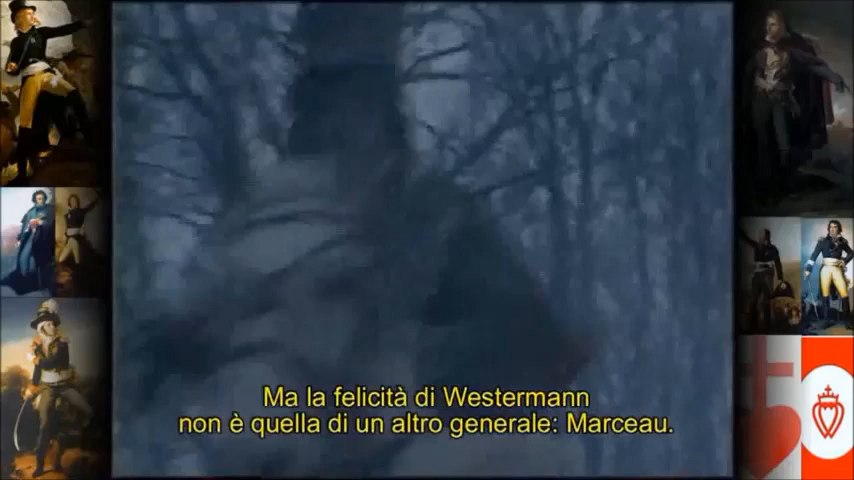 Ma la felicità di Westermann
non è quella di un altro generale: Marceau.